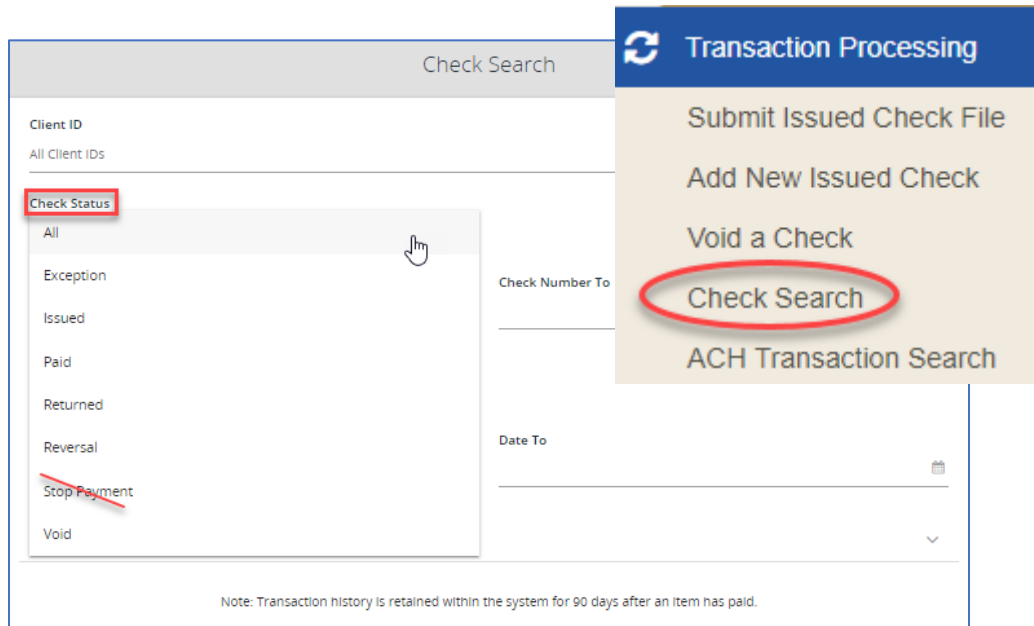 Check Search
Client ID
All Client IDs
Check Status
All
Exception
Issued
Paid
Returned
Reversal
Stop Payment
Void
Check Number To
Date To
Note: Transaction history is retained within the system for 90 days after an item has paid.
Transaction Processing
Submit Issued Check File
Add New Issued Check
Void a Check
Check Search
ACH Transaction Search